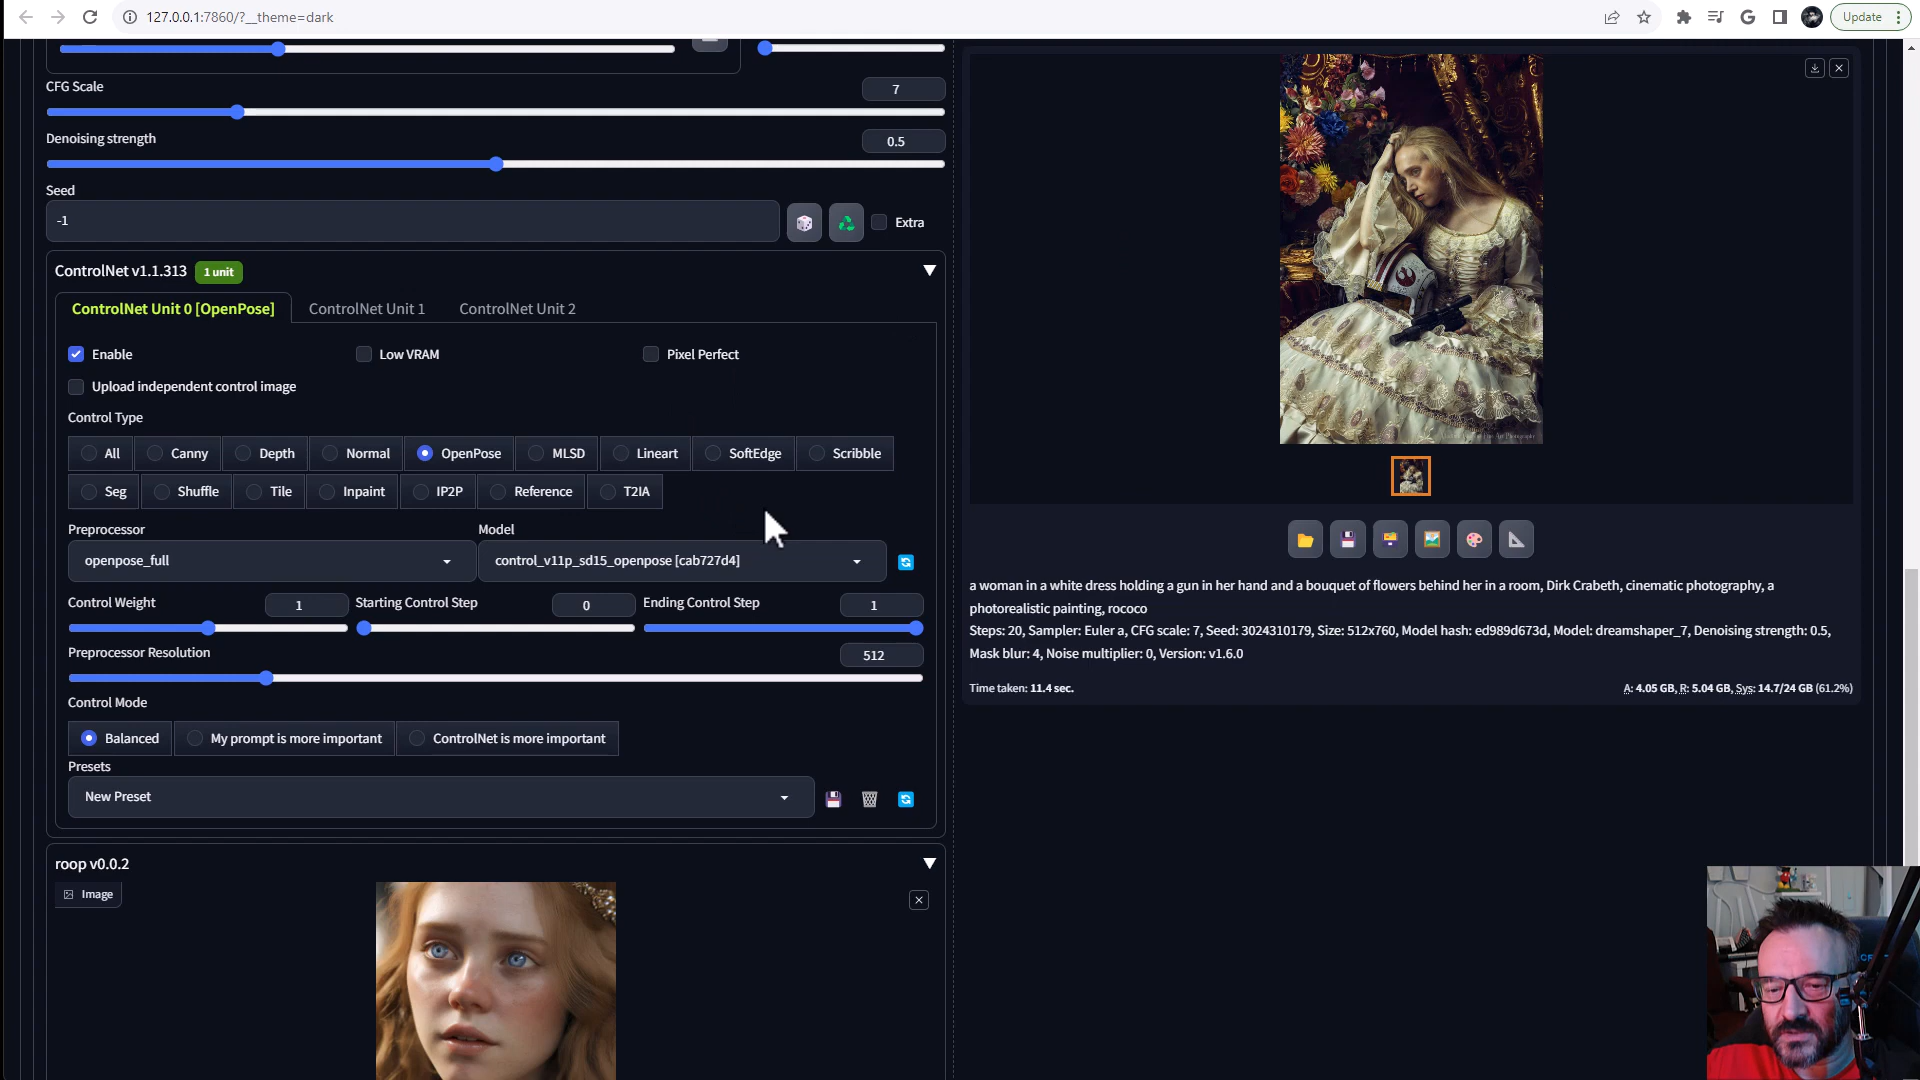 127.0.0.1:7860/?__theme=dark
Update
CFG Scale
7
Denoising strength
0.5
Seed
-1
Extra
ControlNet v1.1.313
1 unit
ControlNet Unit 0 [OpenPose]
ControlNet Unit 1
ControlNet Unit 2
Enable
Low VRAM
Pixel Perfect
Upload independent control image
Control Type
All
Canny
Depth
Normal
OpenPose
MLSD
Lineart
SoftEdge
Scribble
Seg
Shuffle
Tile
Inpaint
IP2P
Reference
T2IA
Preprocessor
Model
openpose_full
control_v11p_sd15_openpose [cab727d4]
Control Weight
1
Starting Control Step
0
Ending Control Step
1
Preprocessor Resolution
512
Control Mode
Balanced
My prompt is more important
ControlNet is more important
Presets
New Preset
roop v0.0.2
Image
a woman in a white dress holding a gun in her hand and a bouquet of flowers behind her in a room, Dirk Crabeth, cinematic photography, a
photorealistic painting, rococo
Steps: 20, Sampler: Euler a, CFG scale: 7, Seed: 3024310179, Size: 512x760, Model hash: ed989d673d, Model: dreamshaper_7, Denoising strength: 0.5,
Mask blur: 4, Noise multiplier: 0, Version: v1.6.0
Time taken: 11.4 sec.
A: 4.05 GB, R: 5.04 GB, Sys: 14.7/24 GB (61.2%)